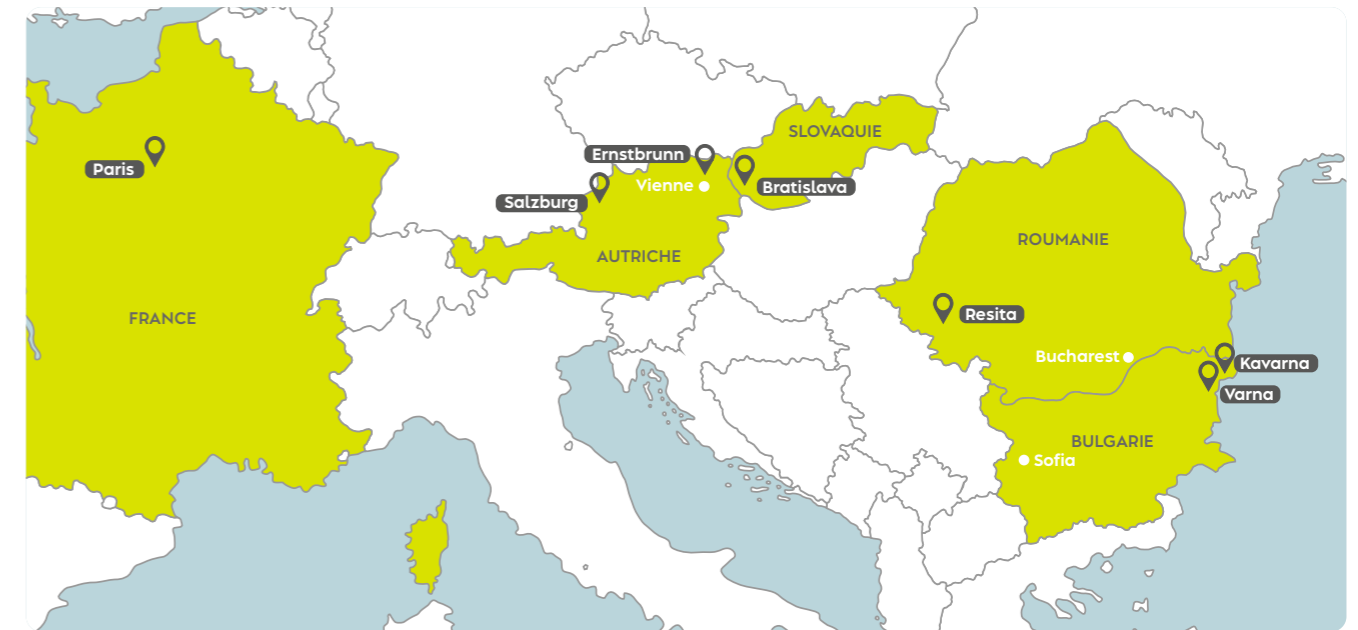 SLOVAQUIE
Ernstbrunn
Paris
Vienne
Bratislava
Salzburg
ROUMANIE
AUTRICHE
Resita
FRANCE
Bucharest
Kavarna
Varna
BULGARIE
Sofia